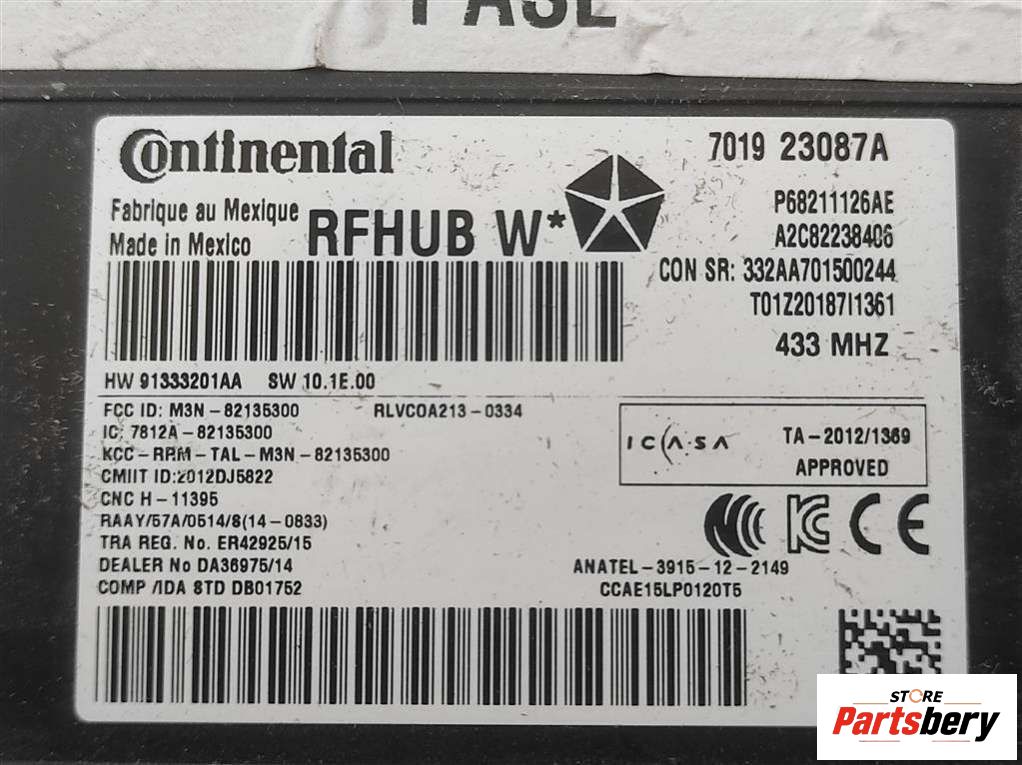 Continental
Fabrique au Mexique
Made in Mexico
RFHUB W*
7019 23087A
P68211126AE
A2C82238406
CON SR: 332AA701500244
T01Z20187I1361
433 MHZ
HW 91333201AA SW 10.1E.00
FCC ID: M3N-82135300 RLVCOA213-0334
IC: 7812A-82135300
KCC-RPM-TAL-M3N-82135300
CMIIT ID:2012DJ5822
CNC H-11395
RAAY/57A/0514/8(14-0833)
TRA REG. No. ER42925/15
DEALER No DA36975/14
COMP /IDA STD DB01752
ICASA TA-2012/1369
APPROVED
CE
ANATEL-3915-12-2149
CCAE15LP0120T5
STORE
Partsbery